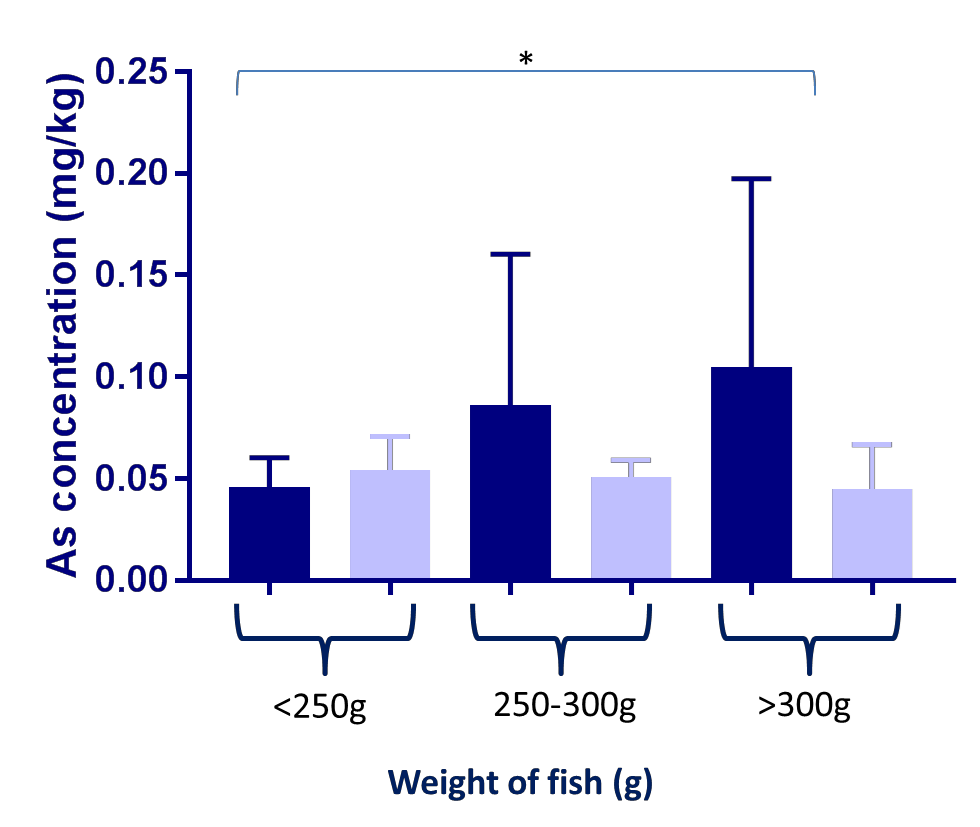 *
0.25
0.20
0.15
0.10
0.05
0.00
As concentration (mg/kg)
<250g
250-300g
>300g
Weight of fish (g)